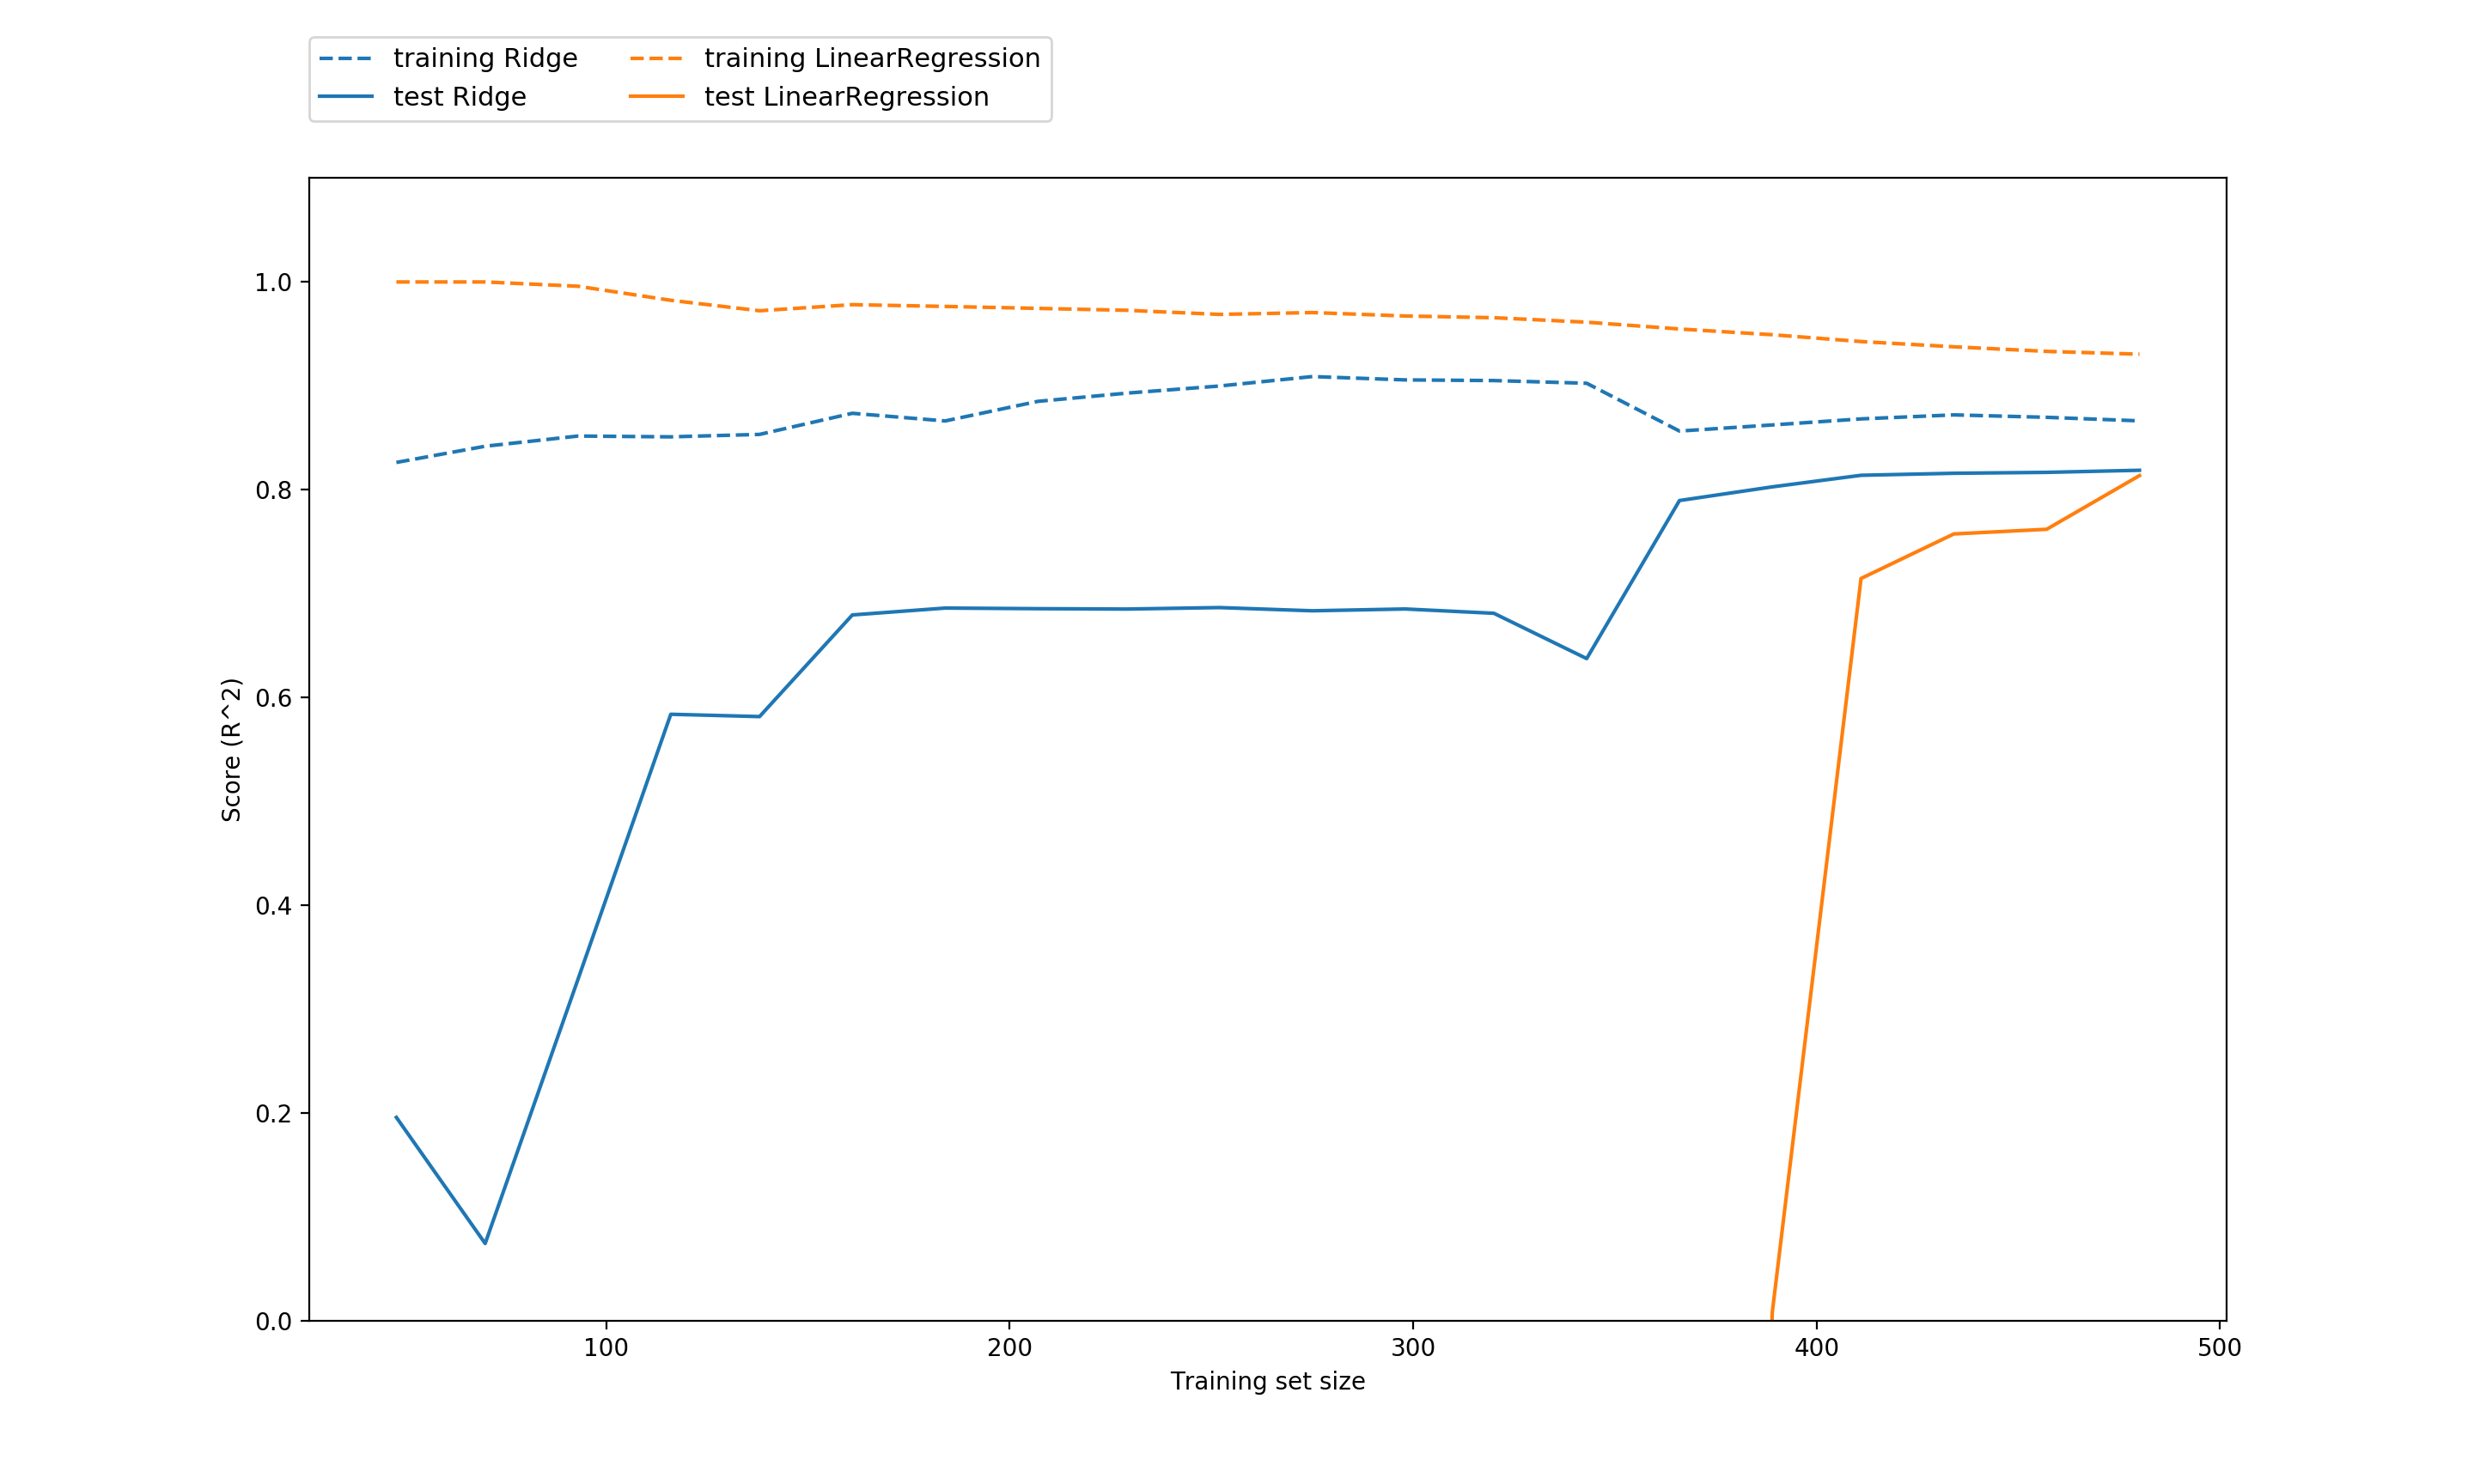 training Ridge
training LinearRegression
test Ridge
test LinearRegression
1.0
0.8
0.6
0.4
0.2
0.0
Score (R^2)
100
200
300
400
500
Training set size